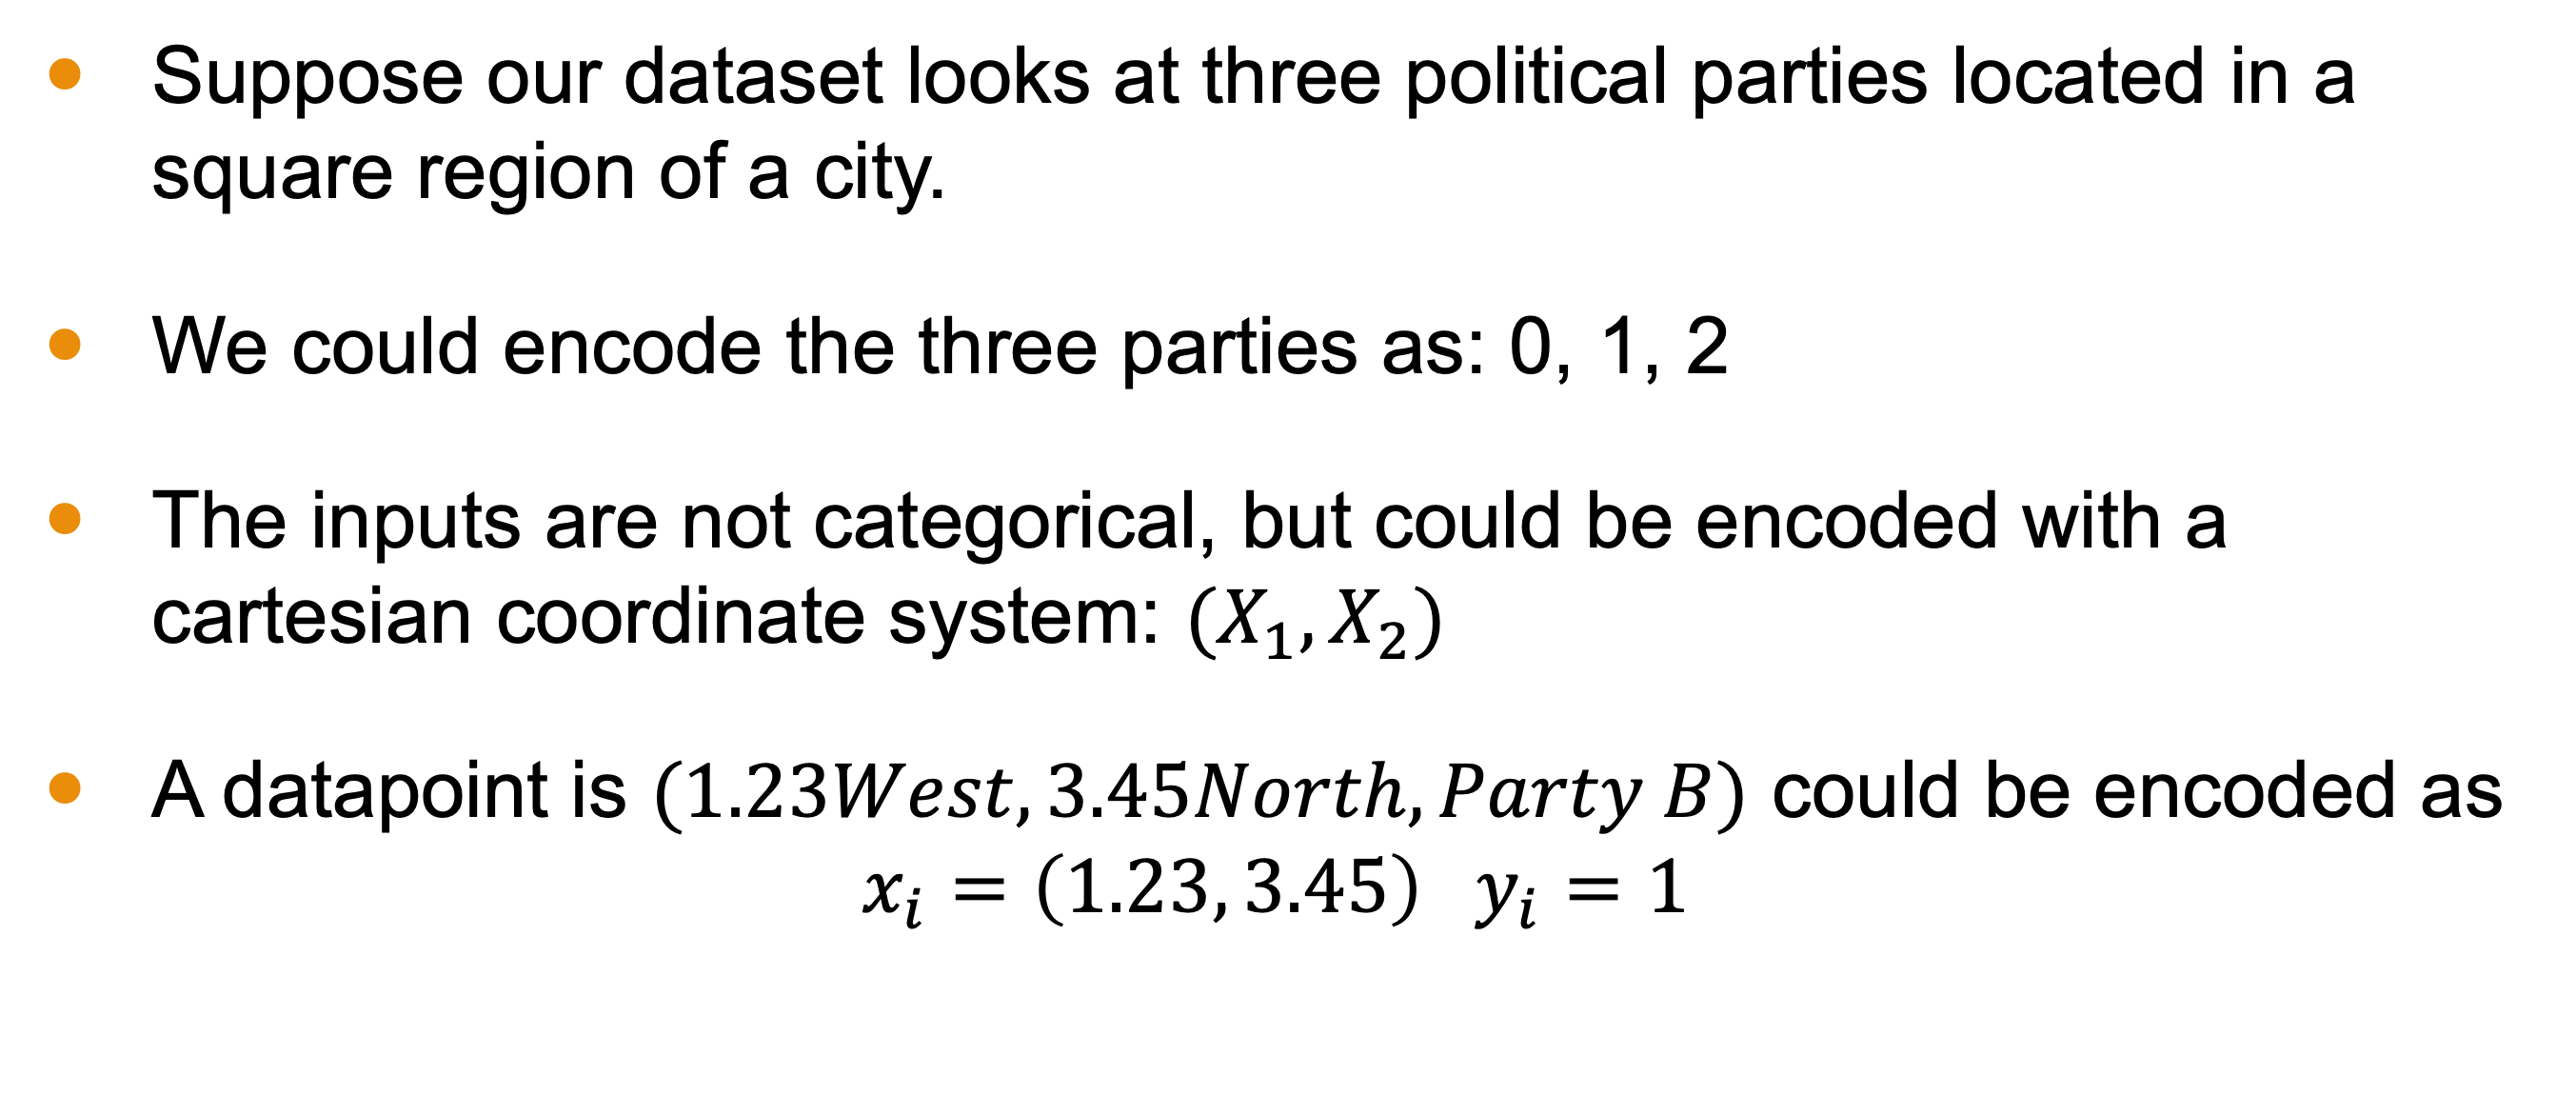 • Suppose our dataset looks at three political parties located in a
square region of a city.
• We could encode the three parties as: 0, 1, 2
• The inputs are not categorical, but could be encoded with a
cartesian coordinate system: (X₁, X₂)
• A datapoint is (1.23West, 3.45North, Party B) could be encoded as
xᵢ = (1.23, 3.45) yᵢ = 1